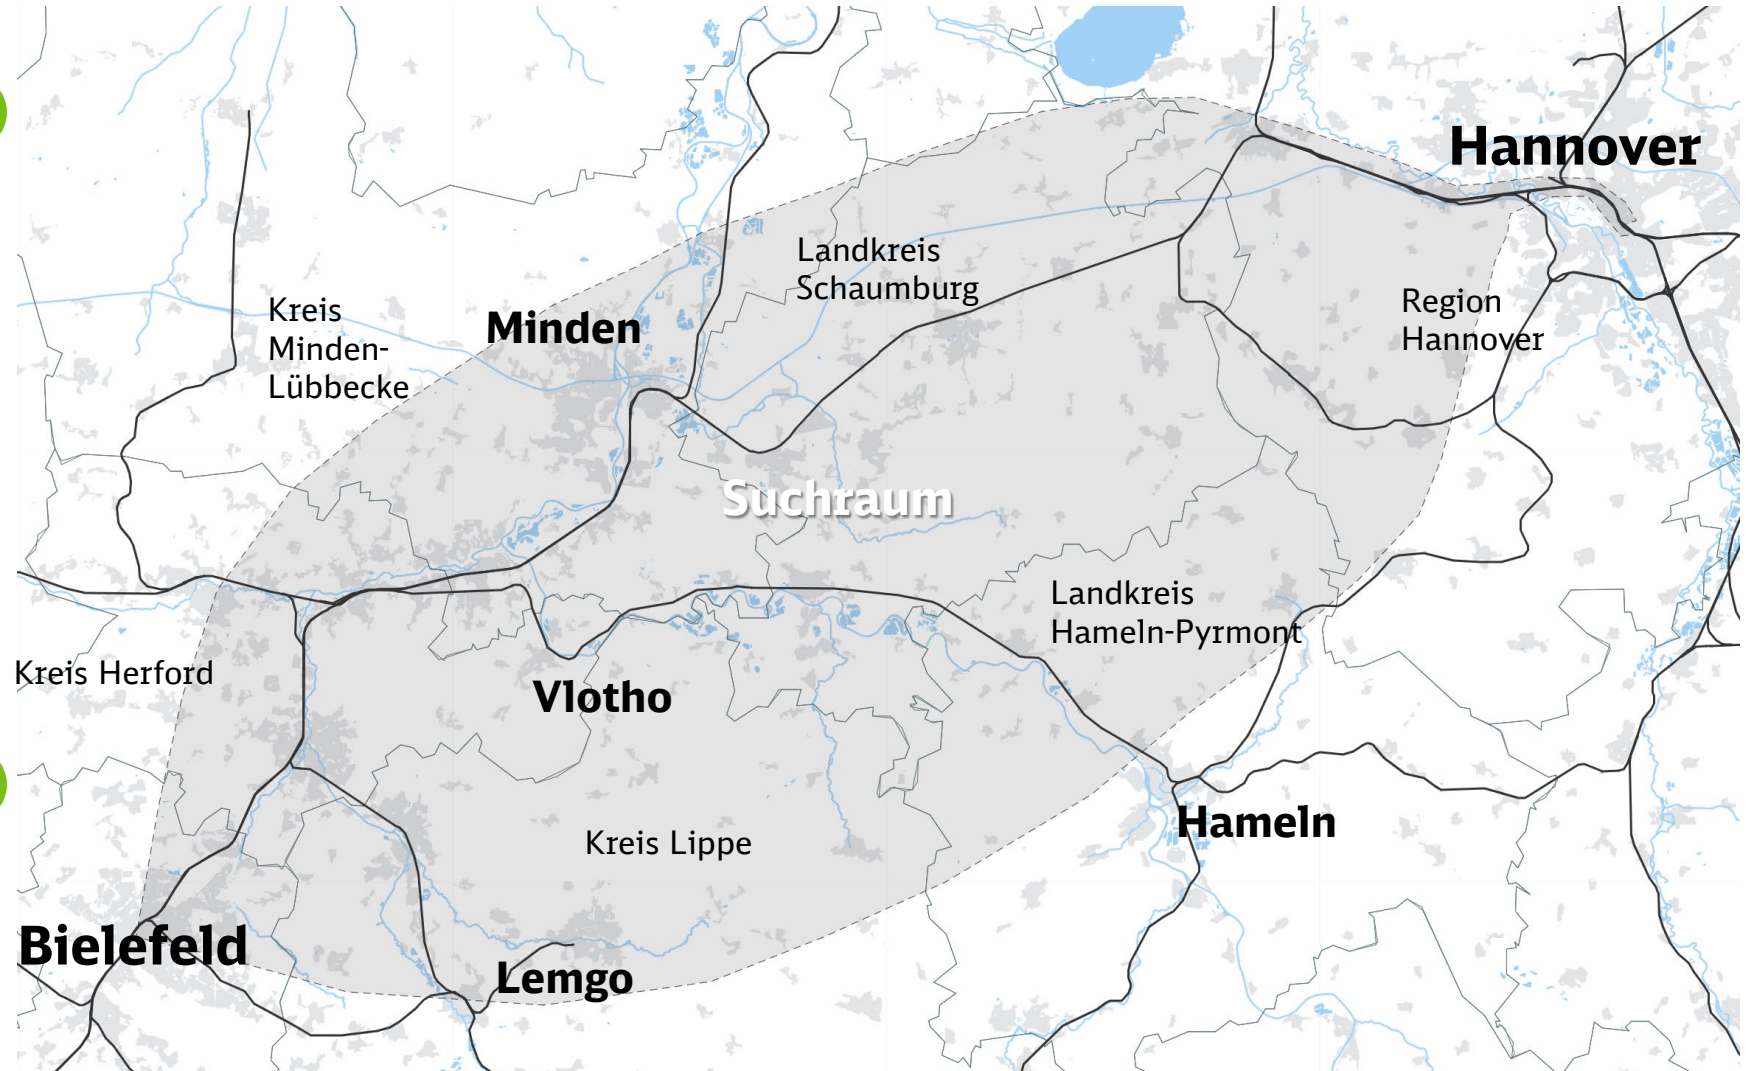 Hannover
Landkreis
Schaumburg
Region
Hannover
Kreis
Minden-
Lübbecke
Minden
Suchraum
Landkreis
Hameln-Pyrmont
Kreis Herford
Vlotho
Hameln
Kreis Lippe
Bielefeld
Lemgo